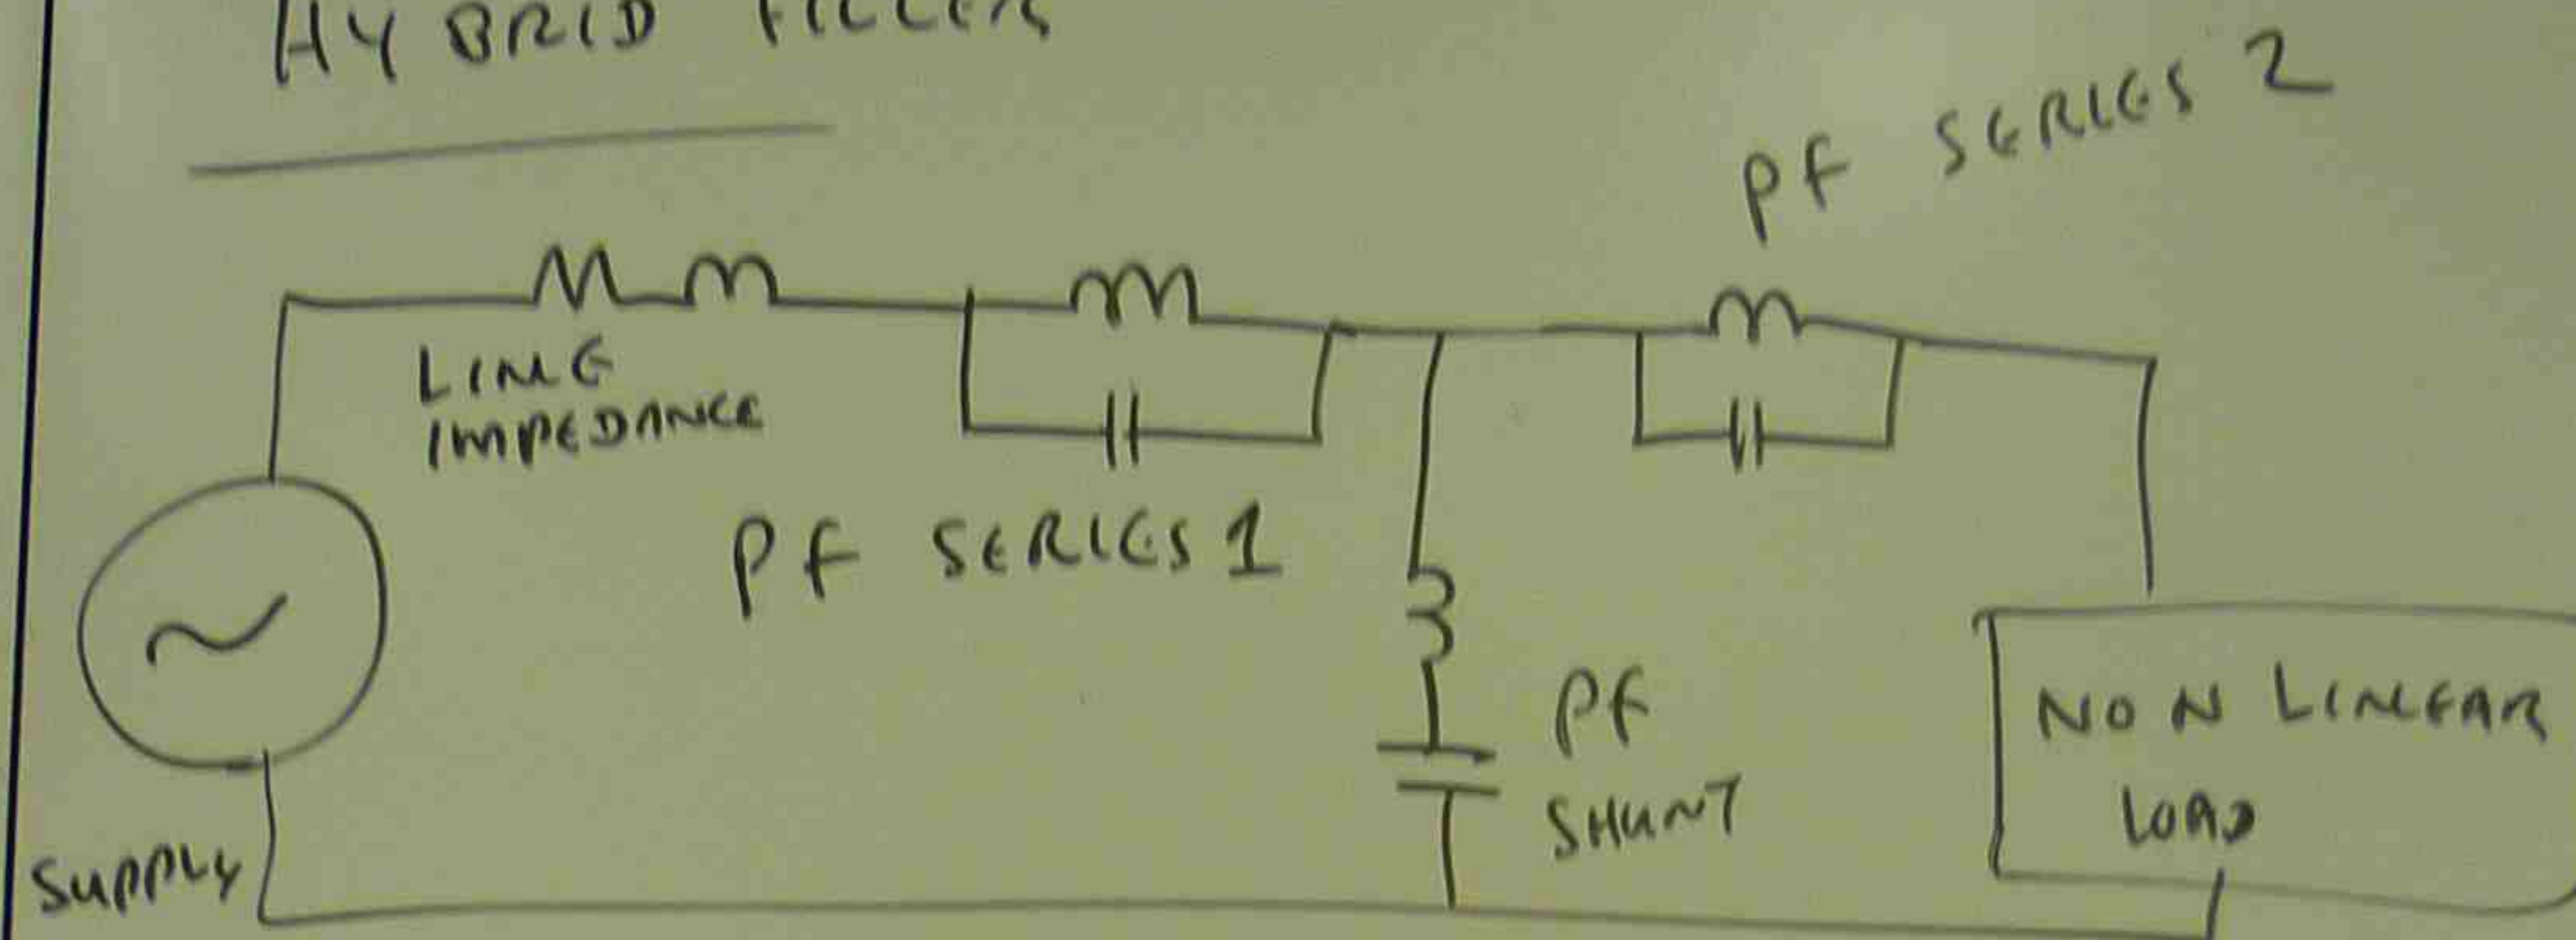 HYBRID FILTER
PF SERIES 2
LINE
IMPEDANCE
PF SERIES 1
PF
SHUNT
NON LINEAR
LOAD
SUPPLY